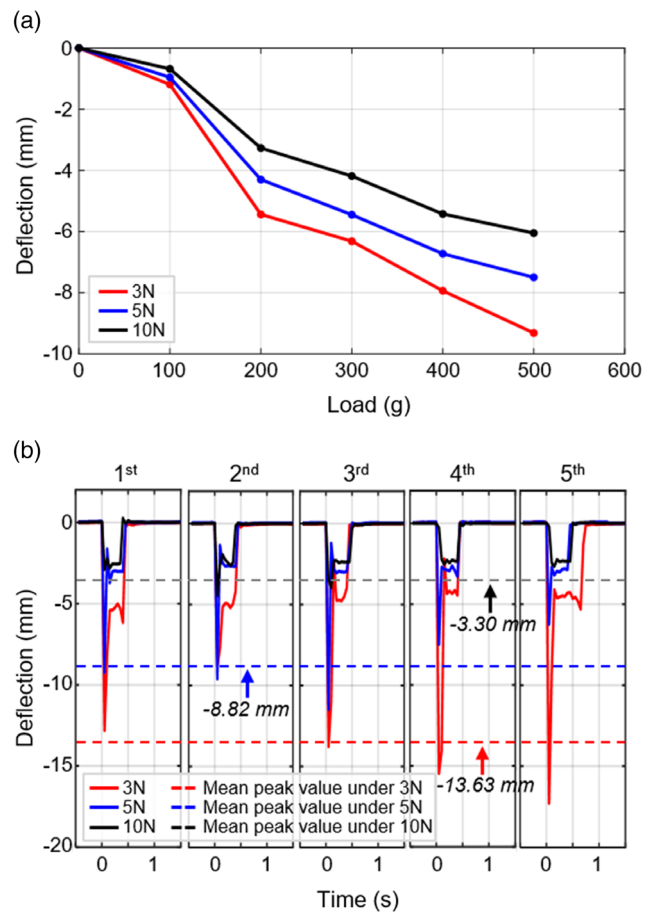 (a)
0
-2
-4
-6
-8
-10
Deflection (mm)
3N
5N
10N
0 100 200 300 400 500 600
Load (g)
(b)
1st 2nd 3rd 4th 5th
0
-5
-10
-15
-20
Deflection (mm)
-3.30 mm
-8.82 mm
-13.63 mm
3N Mean peak value under 3N
5N Mean peak value under 5N
10N Mean peak value under 10N
0 1 0 1 0 1 0 1 0 1
Time (s)